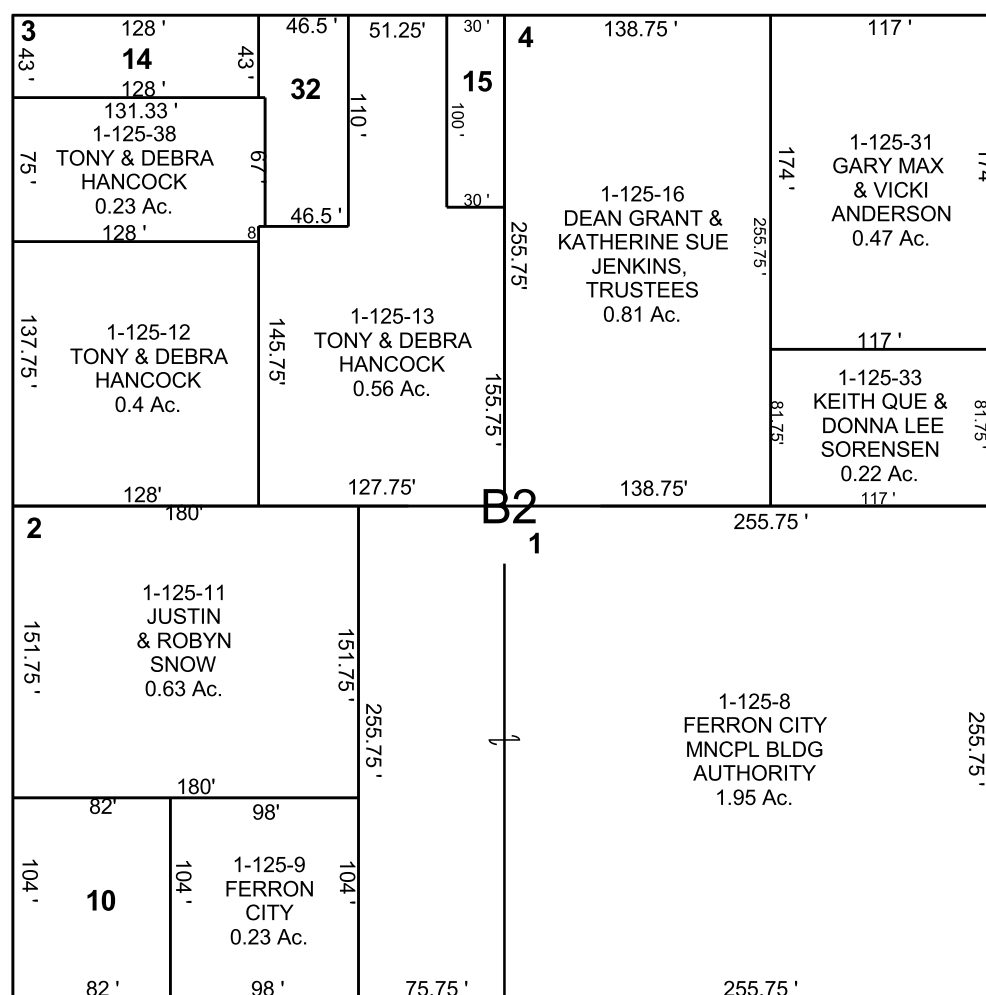 3
128'
43'
14
43'
128'
46.5'
32
51.25'
110'
46.5'
30'
15
100'
30'
131.33'
1-125-38
TONY & DEBRA
HANCOCK
0.23 Ac.
75'
67'
128'
8'
137.75'
1-125-12
TONY & DEBRA
HANCOCK
0.4 Ac.
128'
145.75'
1-125-13
TONY & DEBRA
HANCOCK
0.56 Ac.
155.75'
127.75'
4
138.75'
1-125-16
DEAN GRANT &
KATHERINE SUE
JENKINS,
TRUSTEES
0.81 Ac.
255.75'
255.75'
138.75'
117'
174'
1-125-31
GARY MAX
& VICKI
ANDERSON
0.47 Ac.
174
117'
81.75'
1-125-33
KEITH QUE &
DONNA LEE
SORENSEN
0.22 Ac.
81.75'
117'
B2
2
180'
151.75'
1-125-11
JUSTIN
& ROBYN
SNOW
0.63 Ac.
151.75'
180'
255.75'
82'
104'
10
82'
98'
104'
1-125-9
FERRON
CITY
0.23 Ac.
104'
98'
75.75'
1
255.75'
1-125-8
FERRON CITY
MNCPL BLDG
AUTHORITY
1.95 Ac.
255.75'
255.75'